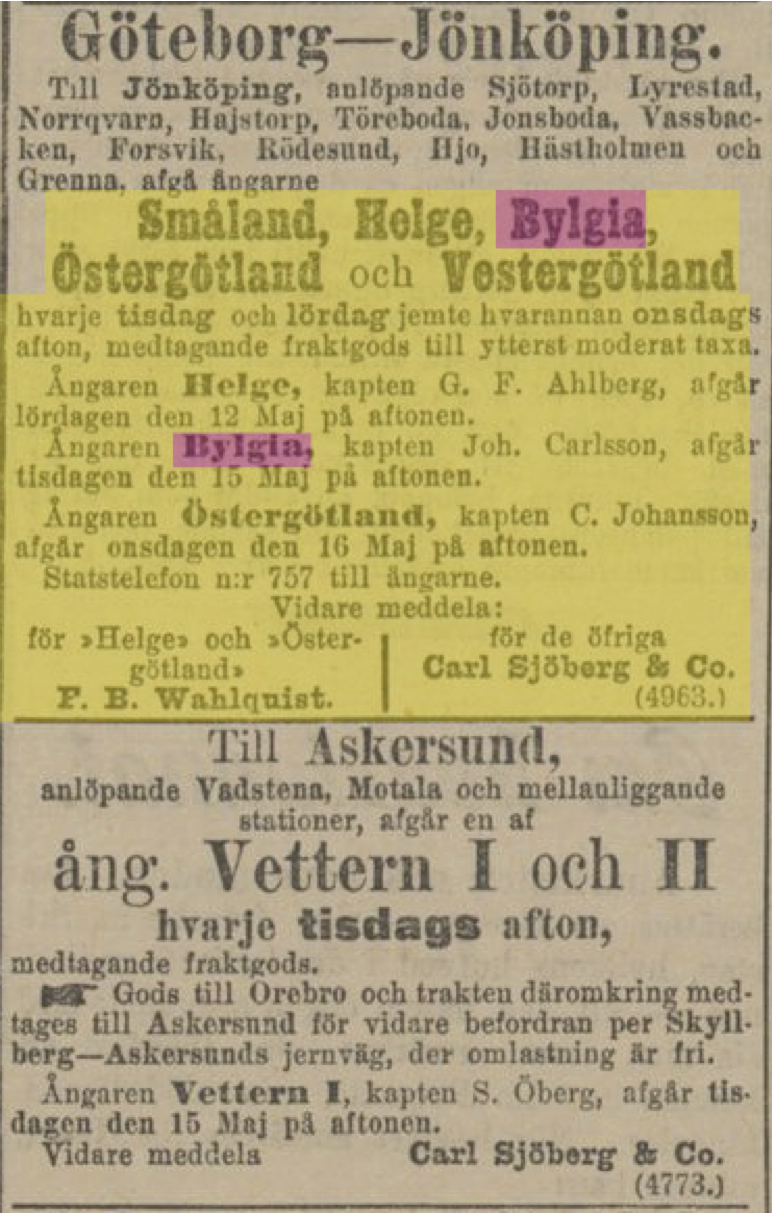 Göteborg—Jönköping.
Till Jönköping, anlöpande Sjötorp, Lyrestad,
Norrqvarn, Hajstorp, Töreboda, Jonsboda, Vassbac-
ken, Forsvik, Rödesund, Hjo, Hästholmen och
Grenna, afgå ångarne
Småland, Helge, Bylgia,
Östergötland och Vestergötland
hvarje tisdag och lördag jemte hvarannan onsdags
afton, medtagande fraktgods till ytterst moderat taxa.
Ångaren Helge, kapten G. F. Ahlberg, afgår
lördagen den 12 Maj på aftonen.
Ångaren Bylgia, kapten Joh. Carlsson, afgår
tisdagen den 15 Maj på aftonen.
Ångaren Östergötland, kapten C. Johansson,
afgår onsdagen den 16 Maj på aftonen.
Statstelefon n:r 757 till ångarne.
Vidare meddela:
för »Helge» och »Öster-
götland»
F. B. Wahlquist.
för de öfriga
Carl Sjöberg & Co.
(4963.)
Till Askersund,
anlöpande Vadstena, Motala och mellanliggande
stationer, afgår en af
ång. Vettern I och II
hvarje tisdags afton,
medtagande fraktgods.
☛ Gods till Orebro och trakten däromkring med-
tages till Askersund för vidare befordran per Skyll-
berg—Askersunds jernväg, der omlastning är fri.
Ångaren Vettern I, kapten S. Öberg, afgår tis-
dagen den 15 Maj på aftonen.
Vidare meddela Carl Sjöberg & Co.
(4773.)